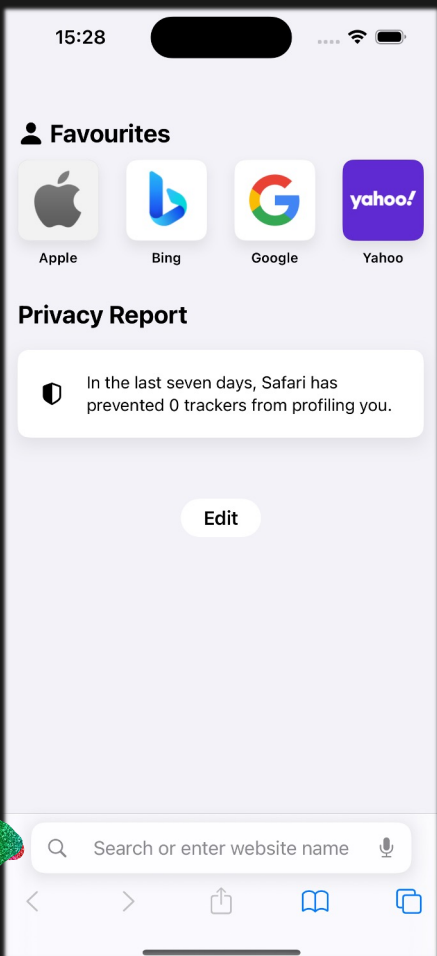 15:28
Favourites
yahoo!
Apple Bing Google Yahoo
Privacy Report
In the last seven days, Safari has
prevented 0 trackers from profiling you.
Edit
Search or enter website name